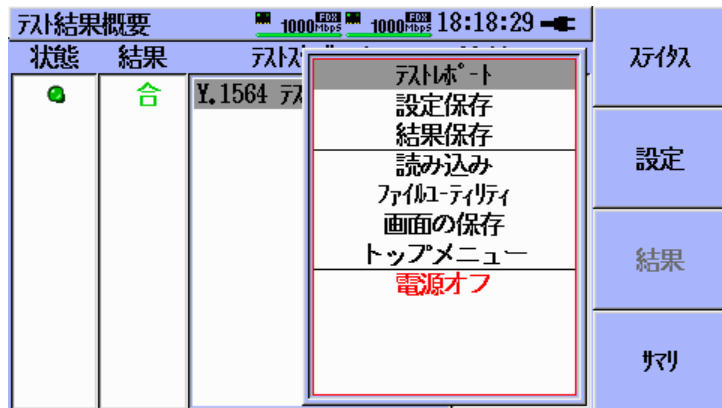 ﾃｽﾄ結果概要 1000 FDX Mbps 1000 FDX Mbps 18:18:29
状態 結果 ﾃｽﾄｽ
合 Y.1564 ﾃｽ
ﾃｽﾄﾚﾎﾟｰﾄ
設定保存
結果保存
読み込み
ﾌｧｲﾙﾕｰﾃｨﾘﾃｨ
画面の保存
トップメニュー
電源オフ
ｽﾃｲﾀｽ
設定
結果
ｻﾏﾘ